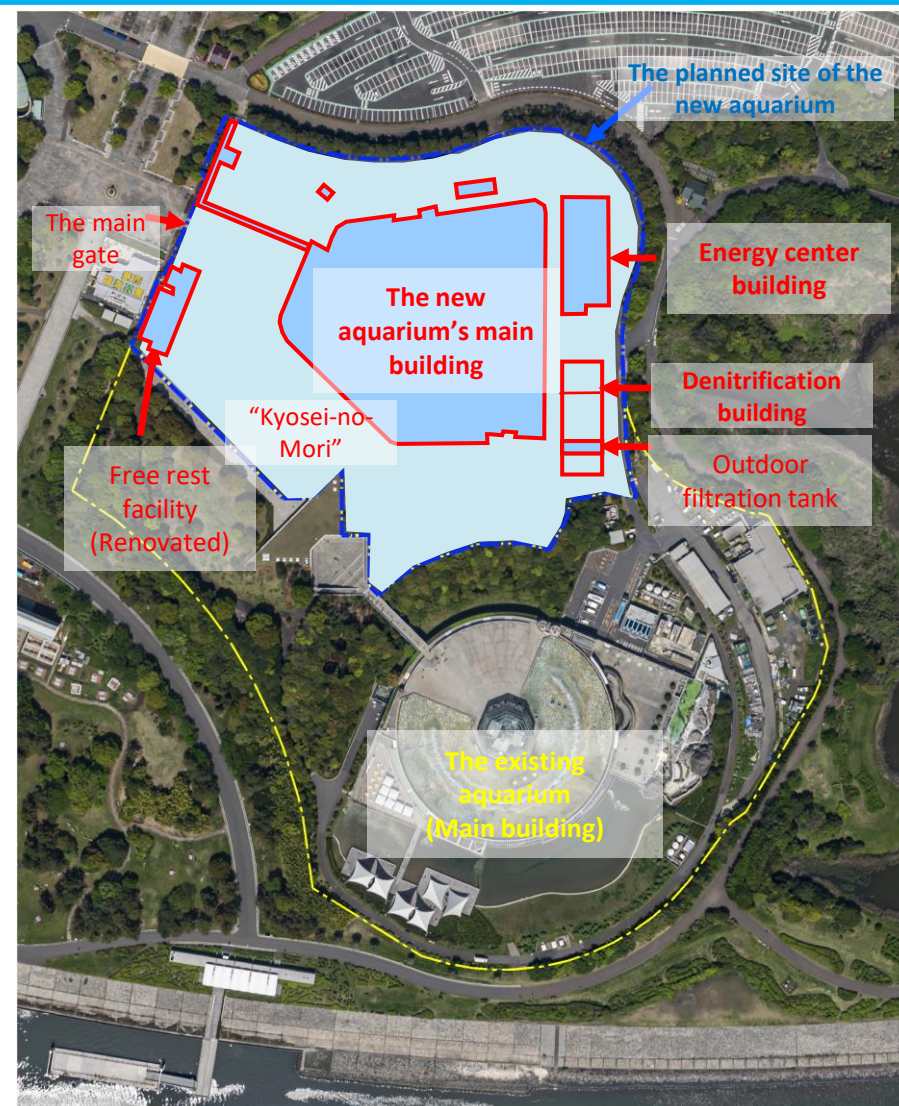 The planned site of the
new aquarium
The main
gate
Energy center
building
The new
aquarium’s main
building
Denitrification
building
“Kyosei-no-
Mori”
Outdoor
filtration tank
Free rest
facility
(Renovated)
The existing
aquarium
(Main building)